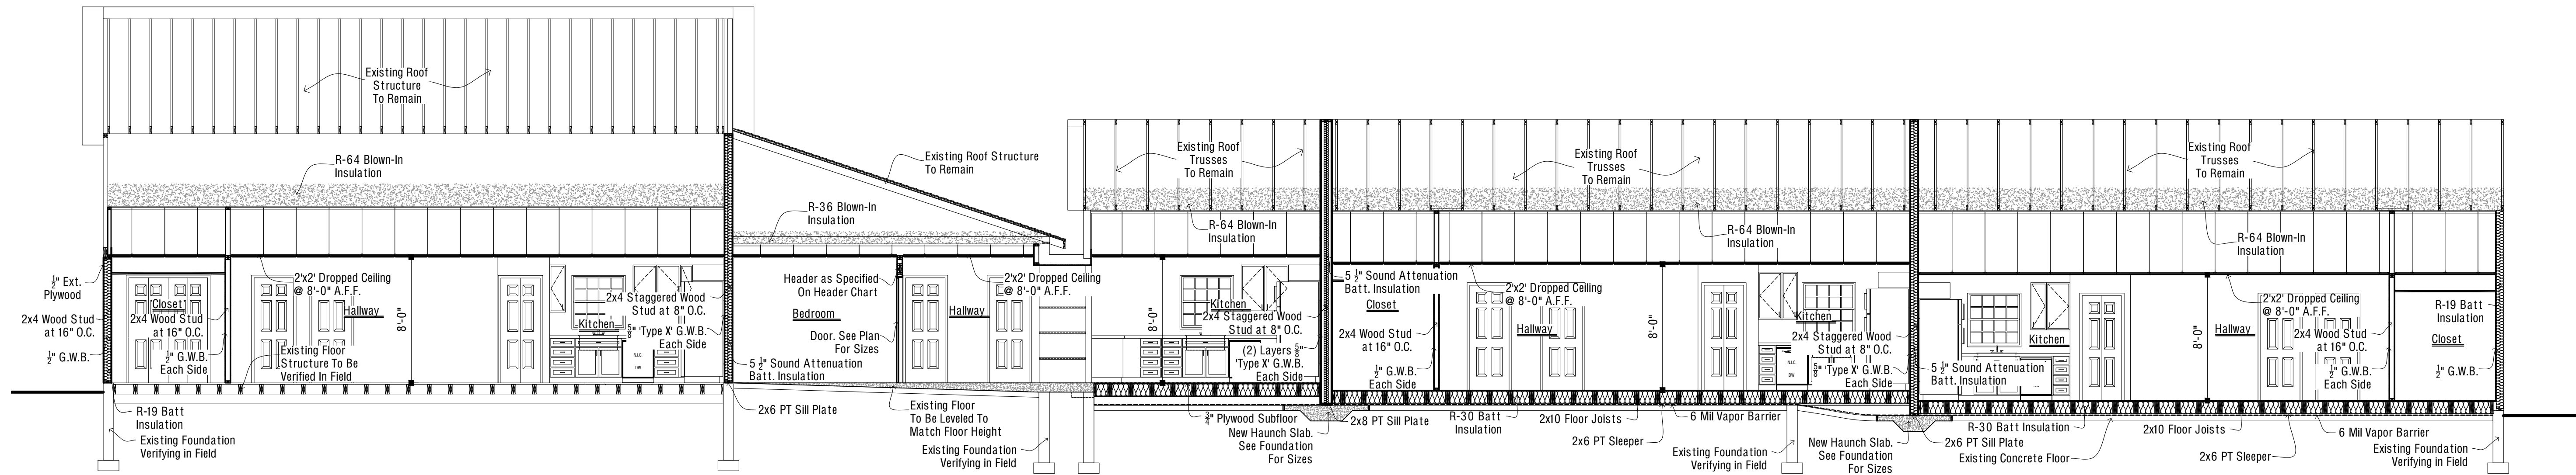 Existing Roof
Structure
To Remain
R-64 Blown-In
Insulation
½" Ext.
Plywood
2x4 Wood Stud
at 16" O.C.
½" G.W.B.
Closet
2x4 Wood Stud
at 16" O.C.
½" G.W.B.
Each Side
2'x2' Dropped Ceiling
@ 8'-0" A.F.F.
Hallway
Existing Floor
Structure To Be
Verified In Field
8'-0"
Kitchen
2x4 Staggered Wood
Stud at 8" O.C.
⅝" 'Type X' G.W.B.
Each Side
N.I.C.
DW
R-19 Batt
Insulation
Existing Foundation
Verifying in Field
Existing Roof Structure
To Remain
R-36 Blown-In
Insulation
Header as Specified
On Header Chart
Bedroom
Door. See Plan
For Sizes
5 ½" Sound Attenuation
Batt. Insulation
2x6 PT Sill Plate
Hallway
2'x2' Dropped Ceiling
@ 8'-0" A.F.F.
Existing Floor
To Be Leveled To
Match Floor Height
Existing Foundation
Verifying in Field
Existing Roof
Trusses
To Remain
R-64 Blown-In
Insulation
8'-0"
Kitchen
2x4 Staggered Wood
Stud at 8" O.C.
(2) Layers ⅝"
'Type X' G.W.B.
Each Side
¾" Plywood Subfloor
New Haunch Slab.
See Foundation
For Sizes
Existing Roof
Trusses
To Remain
R-64 Blown-In
Insulation
5 ½" Sound Attenuation
Batt. Insulation
Closet
2x4 Wood Stud
at 16" O.C.
½" G.W.B.
Each Side
2'x2' Dropped Ceiling
@ 8'-0" A.F.F.
Hallway
8'-0"
Kitchen
2x4 Staggered Wood
Stud at 8" O.C.
⅝" 'Type X' G.W.B.
Each Side
N.I.C.
DW
2x8 PT Sill Plate
R-30 Batt
Insulation
2x10 Floor Joists
2x6 PT Sleeper
6 Mil Vapor Barrier
Existing Foundation
Verifying in Field
New Haunch Slab.
See Foundation
For Sizes
Existing Roof
Trusses
To Remain
R-64 Blown-In
Insulation
5 ½" Sound Attenuation
Batt. Insulation
Kitchen
8'-0"
2'x2' Dropped Ceiling
@ 8'-0" A.F.F.
Hallway
2x4 Wood Stud
at 16" O.C.
½" G.W.B.
Each Side
R-19 Batt
Insulation
Closet
½" G.W.B.
R-30 Batt Insulation
2x6 PT Sill Plate
Existing Concrete Floor
2x10 Floor Joists
2x6 PT Sleeper
6 Mil Vapor Barrier
Existing Foundation
Verifying in Field